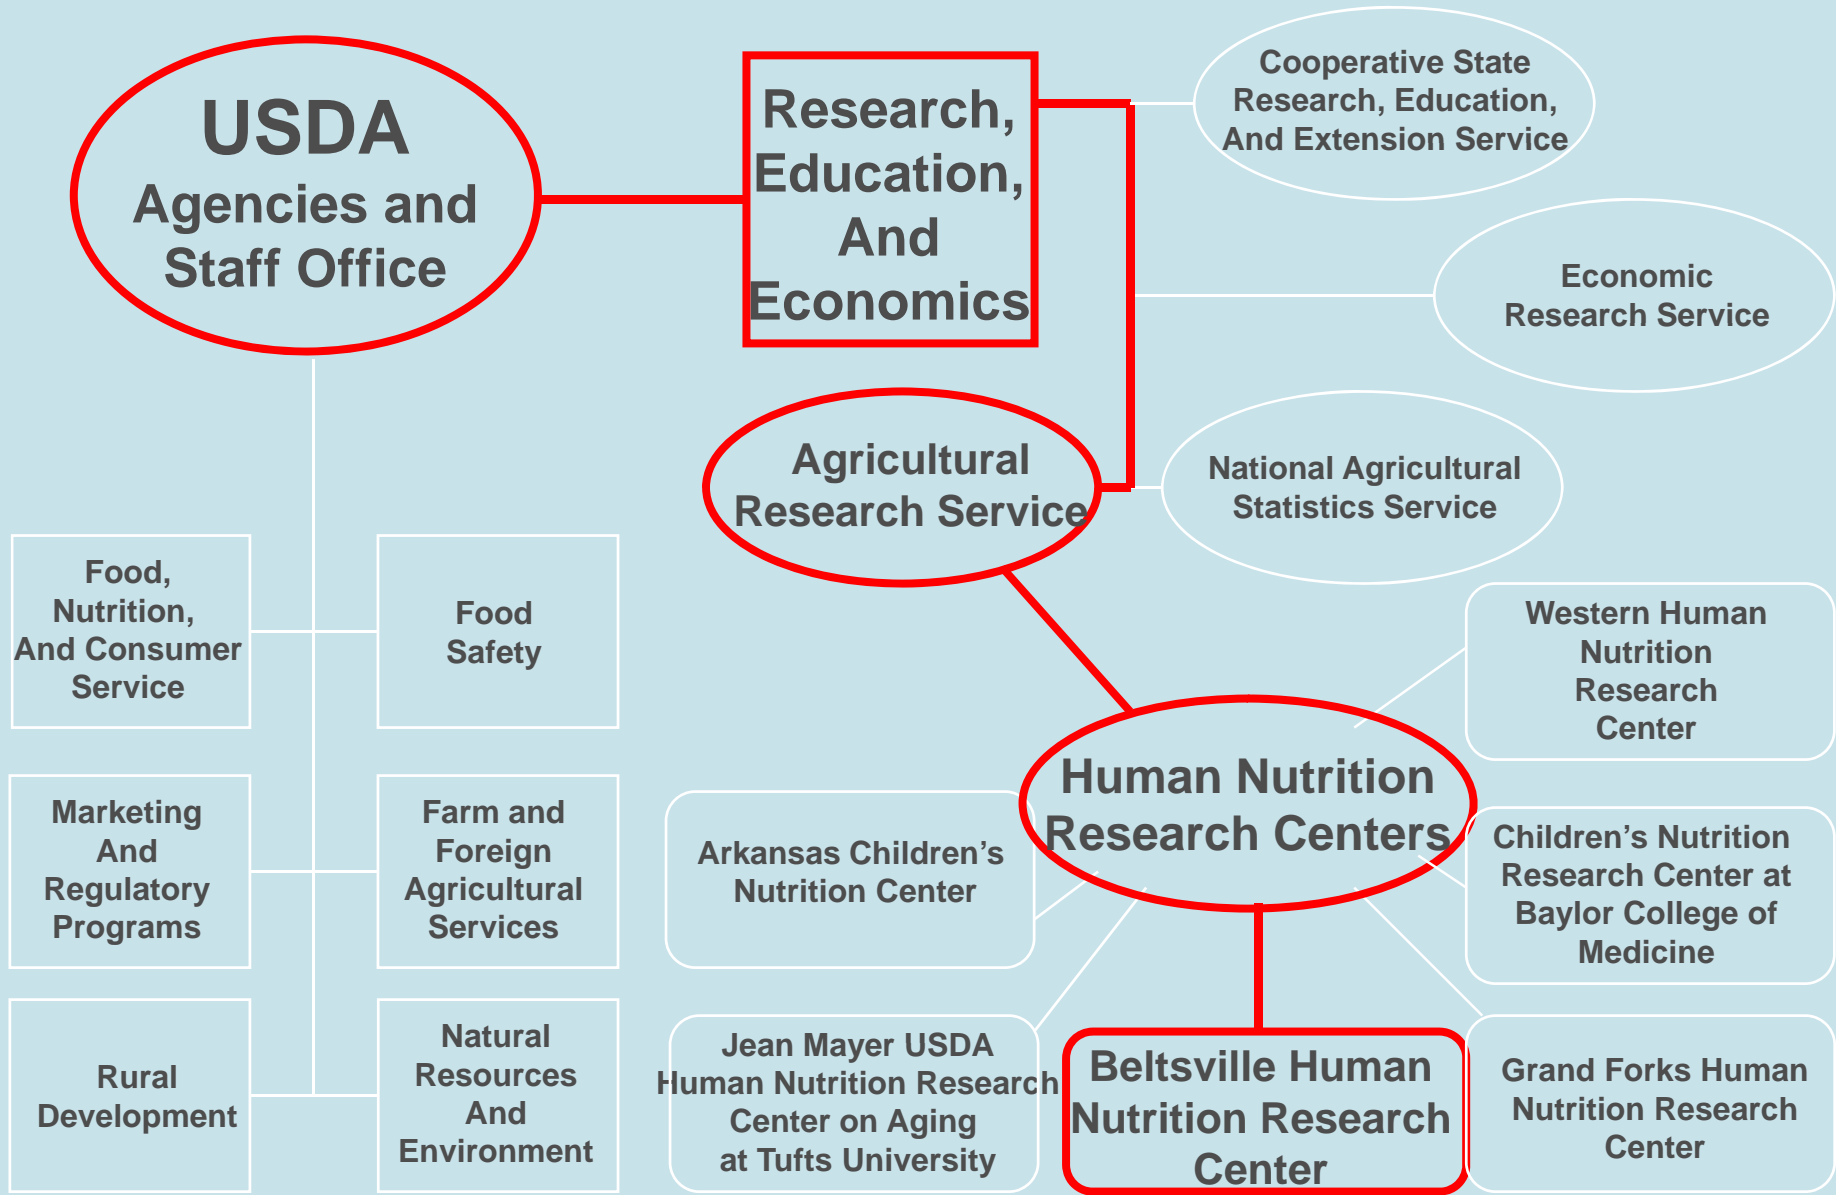 USDA
Agencies and
Staff Office
Research,
Education,
And
Economics
Cooperative State
Research, Education,
And Extension Service
Economic
Research Service
Agricultural
Research Service
National Agricultural
Statistics Service
Food,
Nutrition,
And Consumer
Service
Food
Safety
Marketing
And
Regulatory
Programs
Farm and
Foreign
Agricultural
Services
Rural
Development
Natural
Resources
And
Environment
Human Nutrition
Research Centers
Western Human
Nutrition
Research
Center
Arkansas Children’s
Nutrition Center
Children’s Nutrition
Research Center at
Baylor College of
Medicine
Jean Mayer USDA
Human Nutrition Research
Center on Aging
at Tufts University
Beltsville Human
Nutrition Research
Center
Grand Forks Human
Nutrition Research
Center